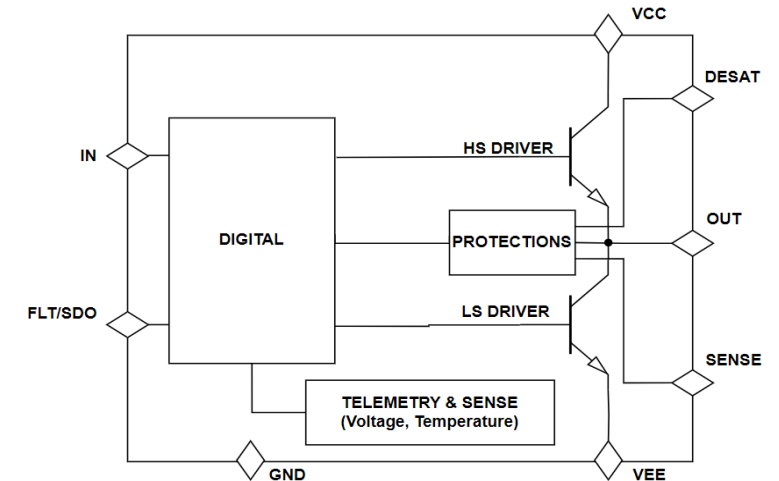 VCC
DESAT
HS DRIVER
IN
OUT
DIGITAL
PROTECTIONS
FLT/SDO
LS DRIVER
SENSE
TELEMETRY & SENSE
(Voltage, Temperature)
GND
VEE